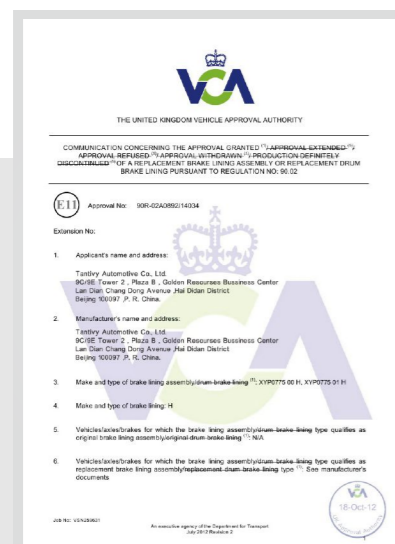 VCA
THE UNITED KINGDOM VEHICLE APPROVAL AUTHORITY
COMMUNICATION CONCERNING THE APPROVAL GRANTED (1)/ APPROVAL EXTENDED (1)/
APPROVAL REFUSED (1)/ APPROVAL WITHDRAWN (1)/ PRODUCTION DEFINITELY
DISCONTINUED (1) OF A REPLACEMENT BRAKE LINING ASSEMBLY OR REPLACEMENT DRUM
BRAKE LINING PURSUANT TO REGULATION NO: 90.02
E11 Approval No: 90R-02A0892/14034
Extension No:
1. Applicant's name and address:
Tantivy Automotive Co., Ltd.
9C/9E Tower 2 , Plaza B , Golden Resourses Bussiness Center
Lan Dian Chang Dong Avenue ,Hai Didan District
Beijing 100097 ,P. R. China.
2. Manufacturer's name and address:
Tantivy Automotive Co., Ltd.
9C/9E Tower 2 , Plaza B , Golden Resourses Bussiness Center
Lan Dian Chang Dong Avenue ,Hai Didan District
Beijing 100097 ,P. R. China.
3. Make and type of brake lining assembly/drum brake lining (1): XYP0775 00 H, XYP0775 01 H
4. Make and type of brake lining: H
5. Vehicles/axles/brakes for which the brake lining assembly/drum brake lining type qualifies as
original brake lining assembly/original drum brake lining (1): N/A
6. Vehicles/axles/brakes for which the brake lining assembly/drum brake lining type qualifies as
replacement brake lining assembly/replacement drum brake lining type (1): See manufacturer's
documents
VCA
18-Oct-12
Approval Authority
Job No:
An executive agency of the Department for Transport
July 2012 Revision 2
1